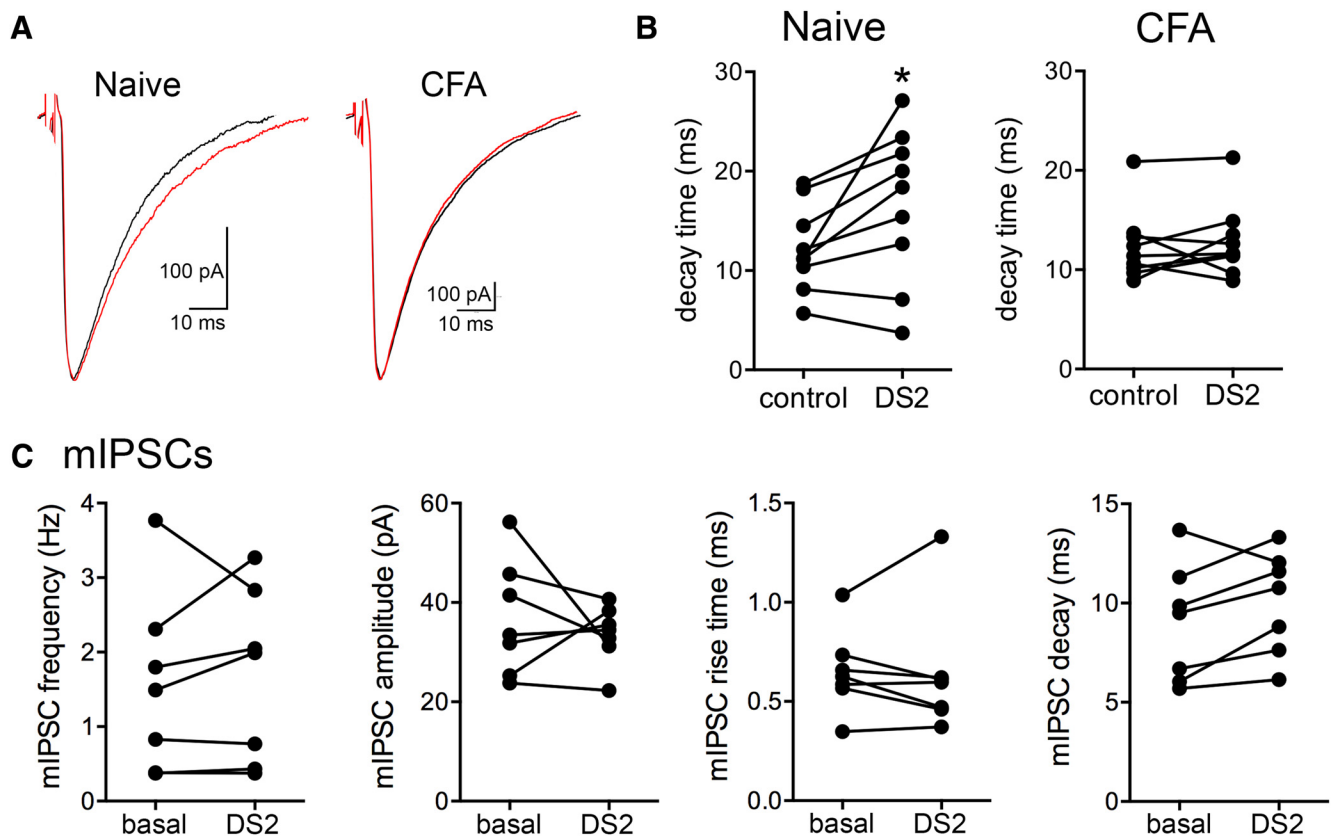 A
Naive
CFA
100 pA
10 ms
100 pA
10 ms
B
Naive
CFA
30
20
10
0
decay time (ms)
*
control
DS2
30
20
10
0
decay time (ms)
control
DS2
C
mIPSCs
4
3
2
1
0
mIPSC frequency (Hz)
basal
DS2
60
40
20
0
mIPSC amplitude (pA)
basal
DS2
1.5
1.0
0.5
0.0
mIPSC rise time (ms)
basal
DS2
15
10
5
0
mIPSC decay (ms)
basal
DS2